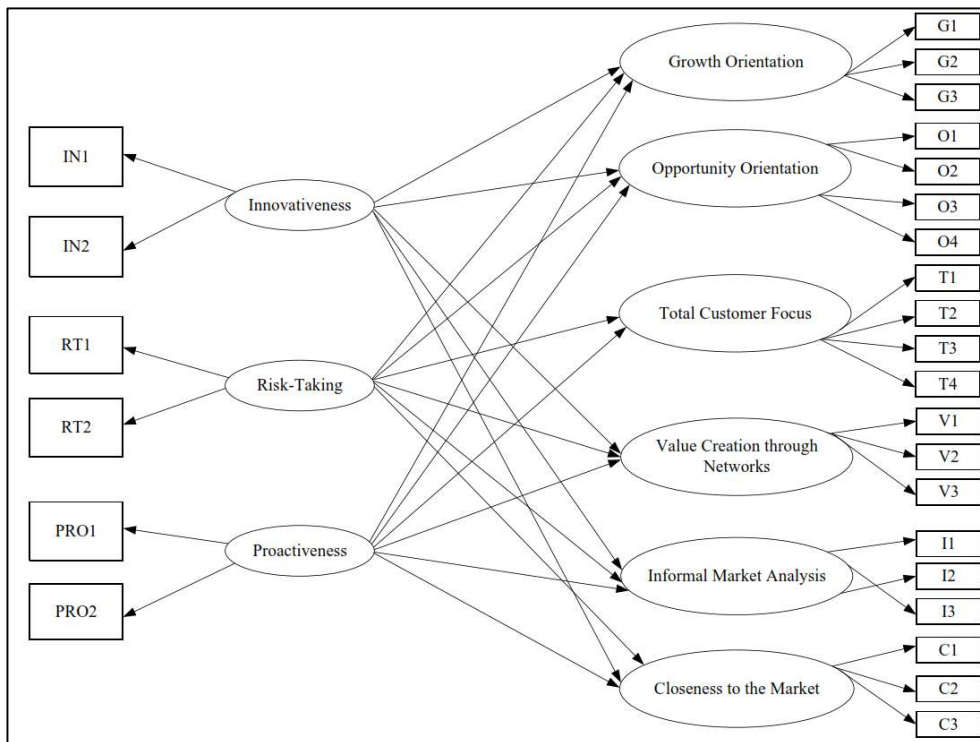 IN1
IN2
RT1
RT2
PRO1
PRO2
Innovativeness
Risk-Taking
Proactiveness
Growth Orientation
Opportunity Orientation
Total Customer Focus
Value Creation through
Networks
Informal Market Analysis
Closeness to the Market
G1
G2
G3
O1
O2
O3
O4
T1
T2
T3
T4
V1
V2
V3
I1
I2
I3
C1
C2
C3